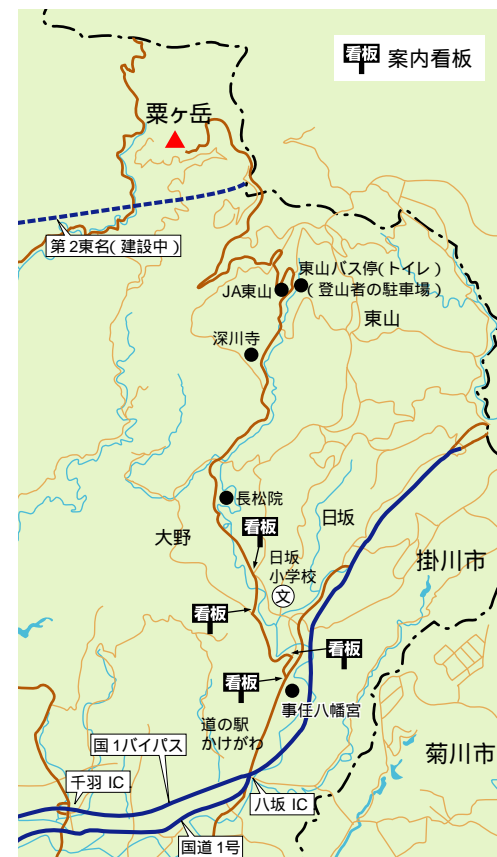 看板 案内看板
粟ヶ岳
第2東名(建設中)
東山バス停(トイレ)
(登山者の駐車場)
JA東山
東山
深川寺
長松院
看板
大野
日坂
日坂
小学校
文
掛川市
看板
看板
看板
事任八幡宮
道の駅
かけがわ
国1バイパス
菊川市
千羽 IC
八坂 IC
国道1号